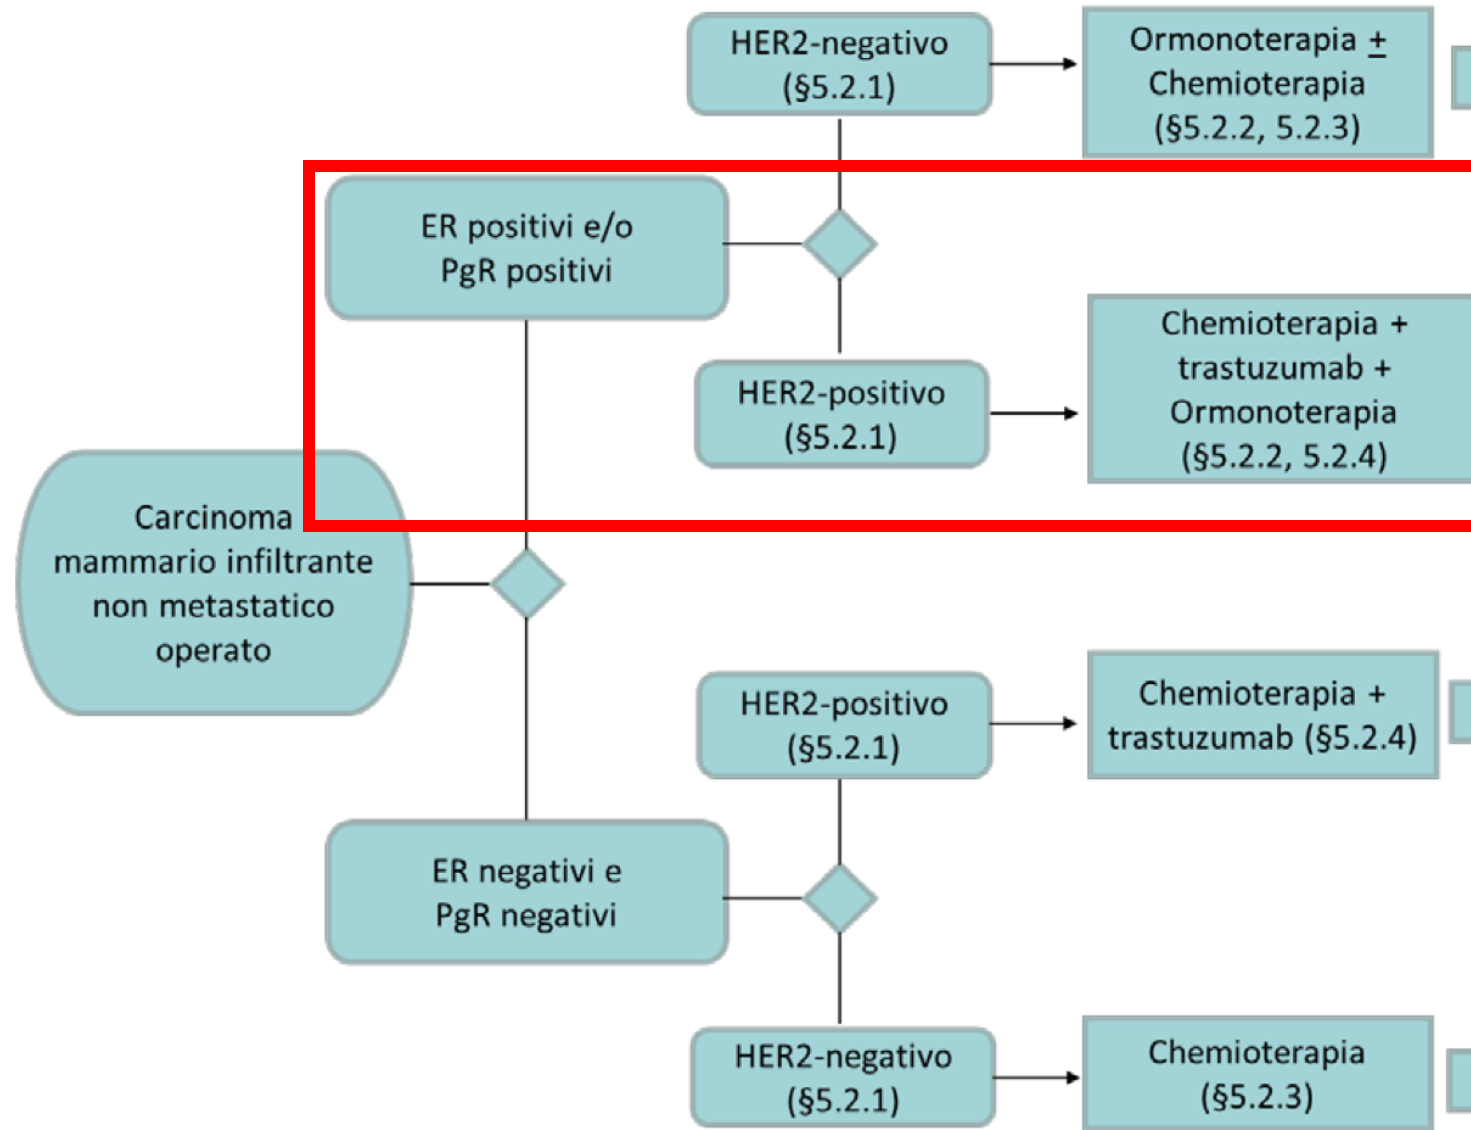 HER2-negativo
(§5.2.1)
Ormonoterapia ±
Chemioterapia
(§5.2.2, 5.2.3)
ER positivi e/o
PgR positivi
HER2-positivo
(§5.2.1)
Chemioterapia +
trastuzumab +
Ormonoterapia
(§5.2.2, 5.2.4)
Carcinoma
mammario infiltrante
non metastatico
operato
HER2-positivo
(§5.2.1)
Chemioterapia +
trastuzumab (§5.2.4)
ER negativi e
PgR negativi
HER2-negativo
(§5.2.1)
Chemioterapia
(§5.2.3)